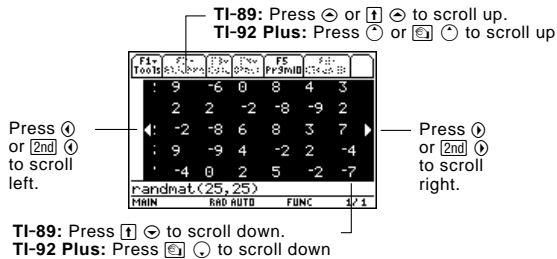 TI-89: Press or ↑ to scroll up.
TI-92 Plus: Press or to scroll up
F1▾ F5
Tools PrgmIO
9 -6 0 8 4 3
2 2 -2 -8 -9 2
-2 -8 6 8 3 7
9 -9 4 -2 2 -4
-4 0 2 5 -2 -7
randmat(25,25)
MAIN RAD AUTO FUNC 1/1
Press
or 2nd
to scroll
left.
Press
or 2nd
to scroll
right.
TI-89: Press ↑ to scroll down.
TI-92 Plus: Press to scroll down